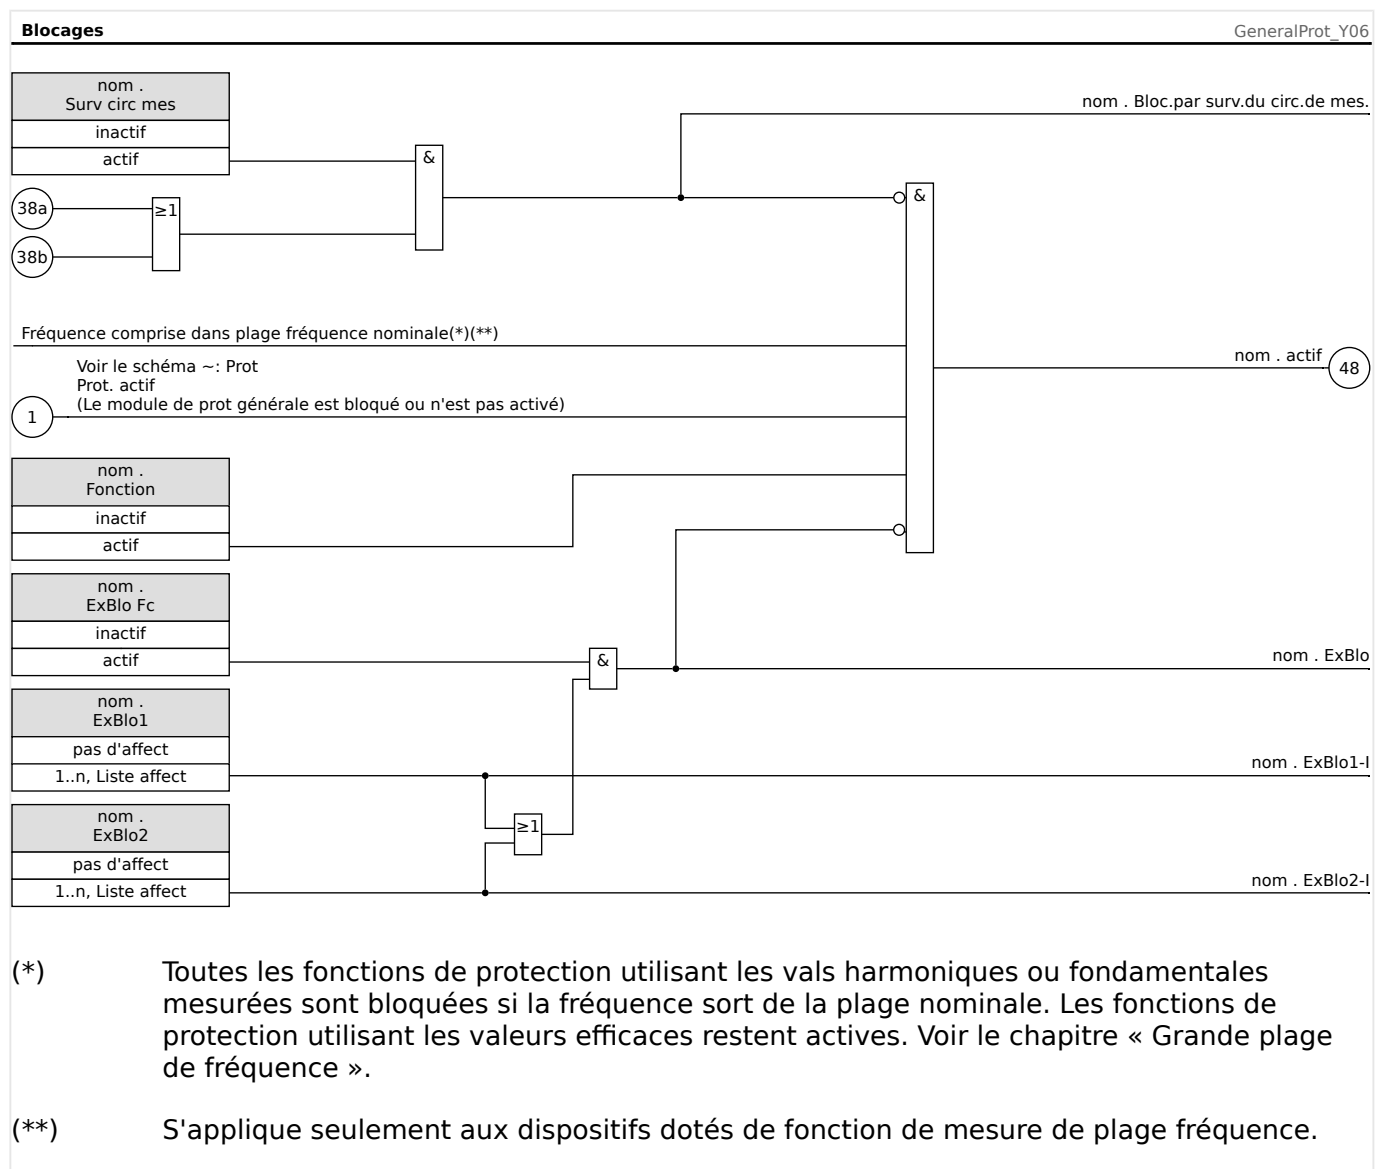 Blocages
GeneralProt_Y06
nom .
Surv circ mes
inactif
actif
nom . Bloc.par surv.du circ.de mes.
&
&
38a
≥1
38b
Fréquence comprise dans plage fréquence nominale(*)(**)
nom . actif
48
Voir le schéma ~: Prot
Prot. actif
(Le module de prot générale est bloqué ou n'est pas activé)
1
nom .
Fonction
inactif
actif
nom .
ExBlo Fc
inactif
actif
&
nom . ExBlo
nom .
ExBlo1
pas d'affect
1..n, Liste affect
nom . ExBlo1-I
≥1
nom .
ExBlo2
pas d'affect
1..n, Liste affect
nom . ExBlo2-I
(*) Toutes les fonctions de protection utilisant les vals harmoniques ou fondamentales
mesurées sont bloquées si la fréquence sort de la plage nominale. Les fonctions de
protection utilisant les valeurs efficaces restent actives. Voir le chapitre « Grande plage
de fréquence ».
(**) S'applique seulement aux dispositifs dotés de fonction de mesure de plage fréquence.